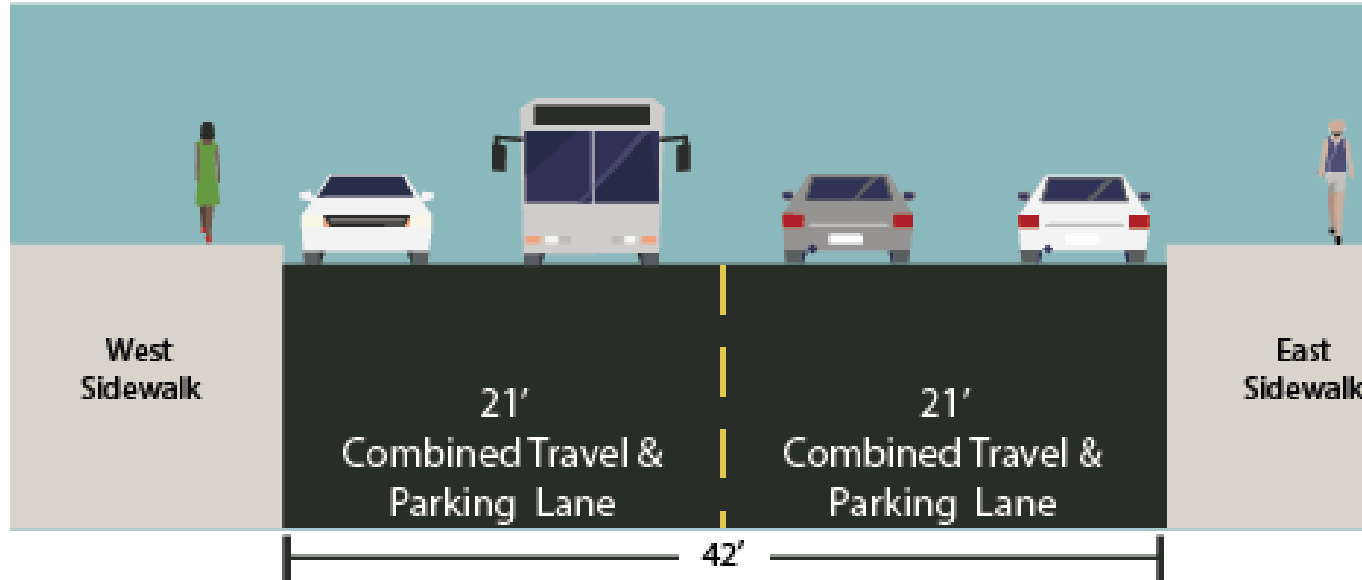 West
Sidewalk
21′
Combined Travel &
Parking Lane
21′
Combined Travel &
Parking Lane
East
Sidewalk
42′